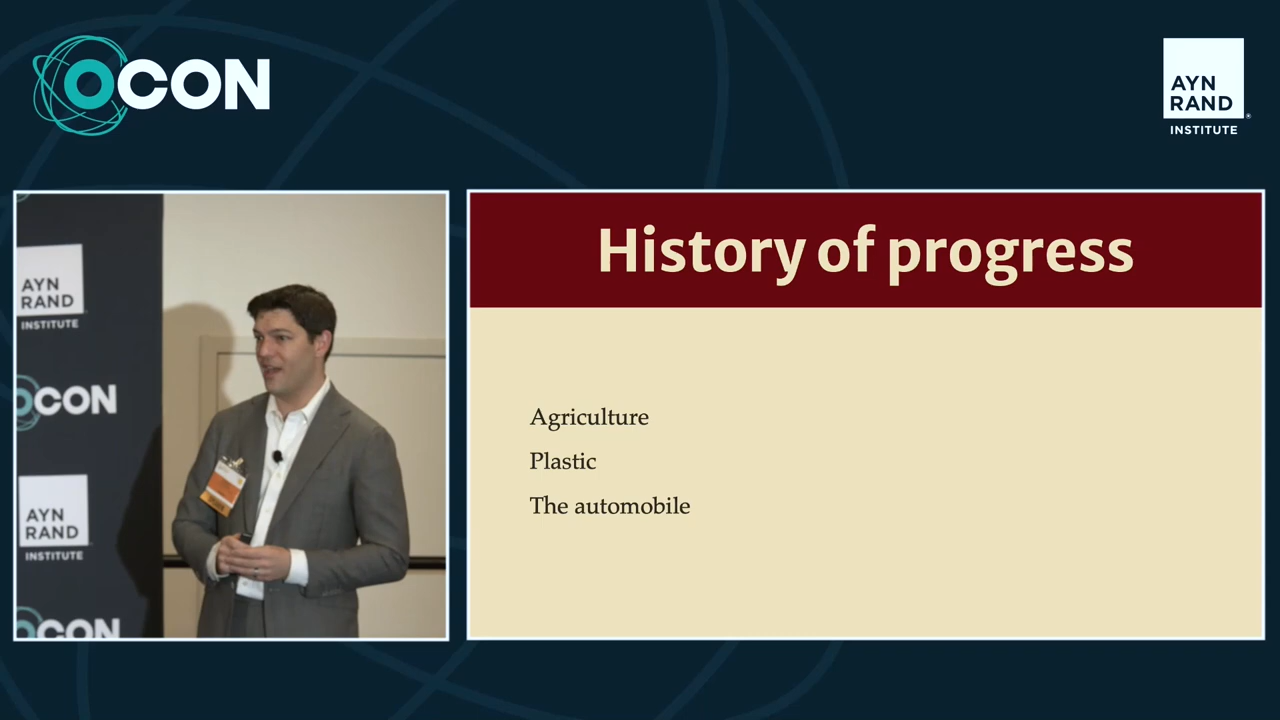 OCON
AYN
RAND
INSTITUTE
History of progress
Agriculture
Plastic
The automobile
AYN
RAND
INSTITUTE
OCON
AYN
RAND
INSTITUTE
OCON